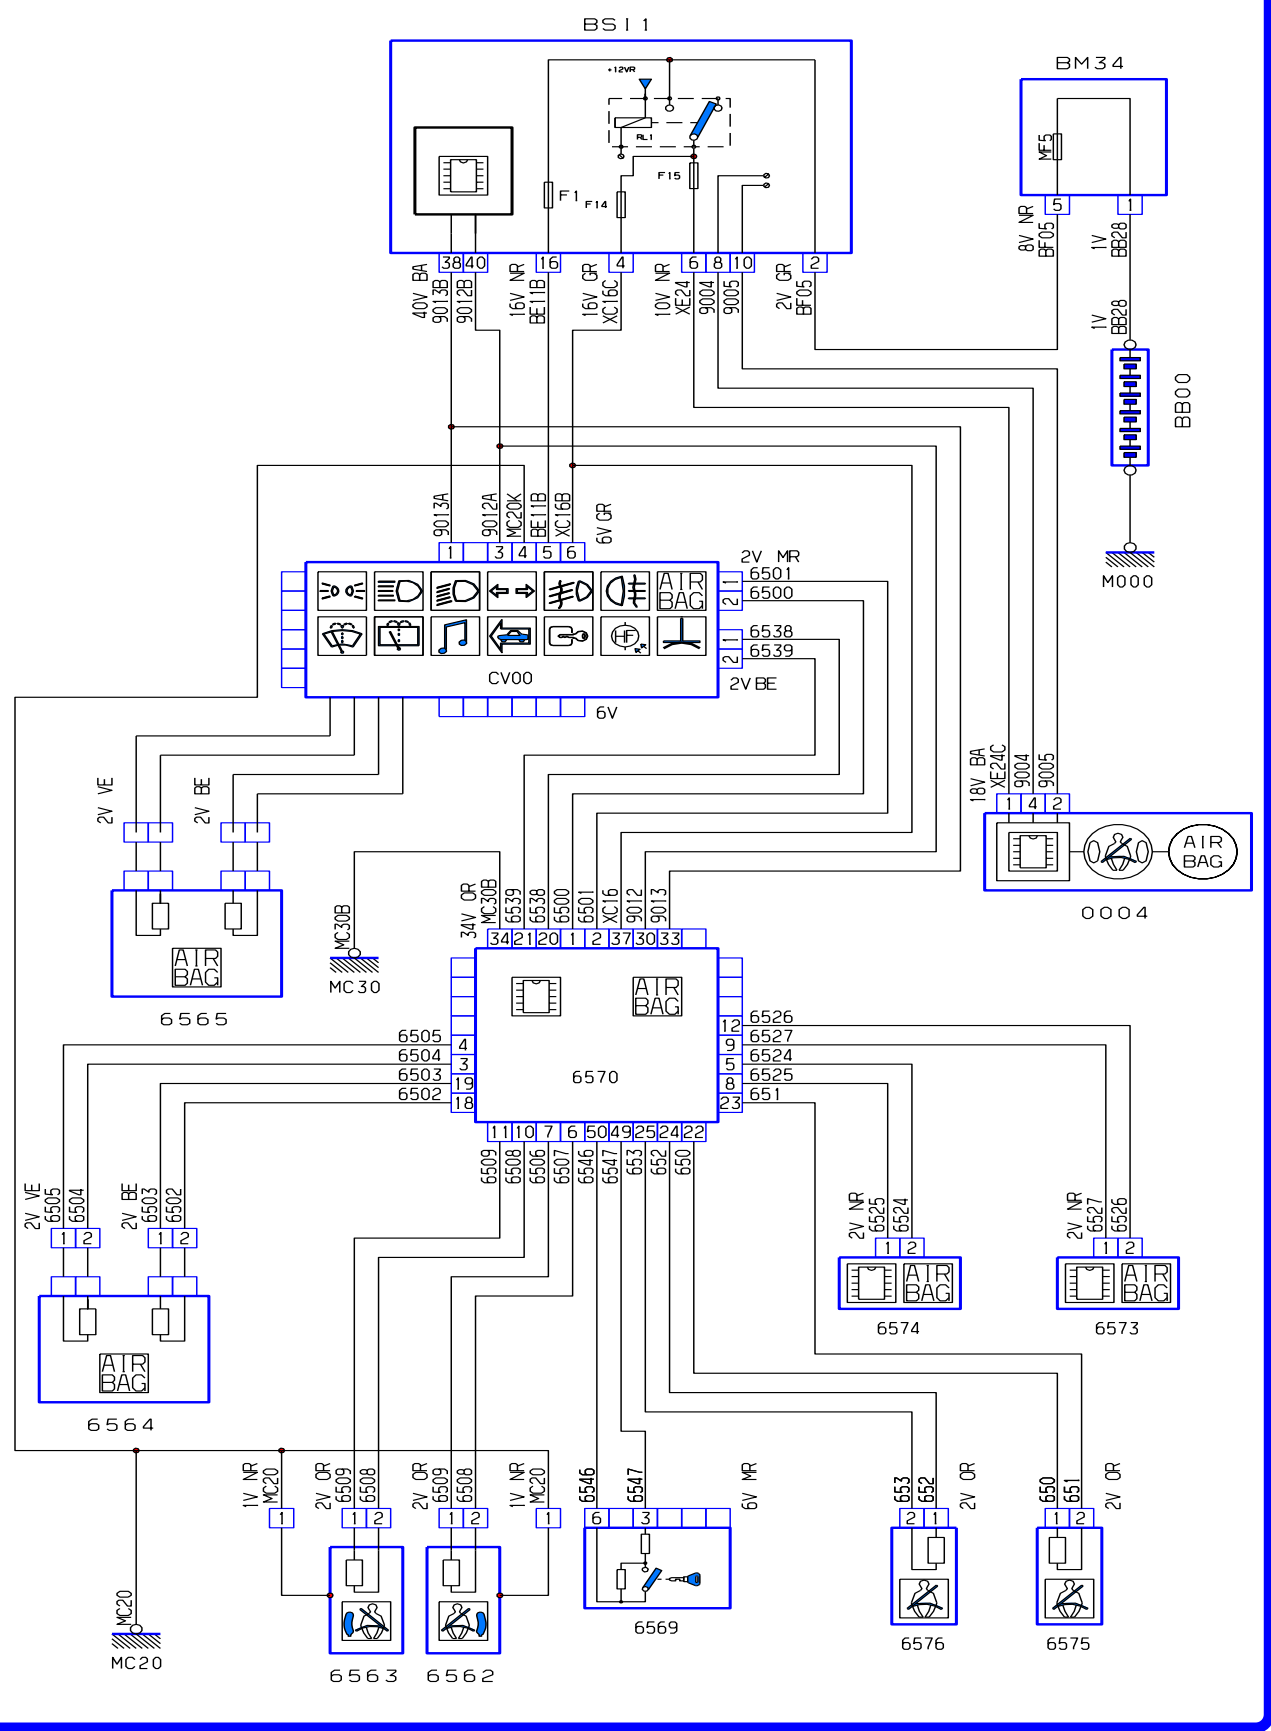 BSI1
+12VR
RL1
F1
F14
F15
38 40 16 4 6 8 10 2
40V BA
9013B
9012B
16V NR
BE11B
16V GR
XC16C
10V NR
XE24
9004
9005
2V GR
BF05
BM34
MF5
5 1
8V NR
BF05
1V
BB28
1V
BB28
BB00
M000
9013A
9012A
MC20K
BE11B
XC16B
6V GR
1 3 4 5 6
AIR
BAG
HF
CV00
2V MR
1 6501
2 6500
1 6538
2 6539
2V BE
6V
2V VE
2V BE
AIR
BAG
6565
MC30B
MC30
18V BA
XE24C
9004
9005
1 4 2
AIR
BAG
0004
34V OR
MC30B
6539
6538
6500
6501
XC16
9012
9013
34 21 20 1 2 37 30 33
AIR
BAG
6570
6505 4
6504 3
6503 19
6502 18
12 6526
9 6527
5 6524
8 6525
23 651
11 10 7 6 50 49 25 24 22
6509
6508
6506
6507
6546
6547
653
652
650
2V VE
6505
6504
2V BE
6503
6502
1 2 1 2
AIR
BAG
6564
2V NR
6525
6524
1 2
AIR
BAG
6574
2V NR
6527
6526
1 2
AIR
BAG
6573
MC20
MC20
1V NR
MC20
1
2V OR
6509
6508
1 2
6563
2V OR
6509
6508
1 2
6562
1V NR
MC20
1
6546
6547
6V MR
6 3
6569
653
652
2V OR
2 1
6576
650
651
2V OR
1 2
6575